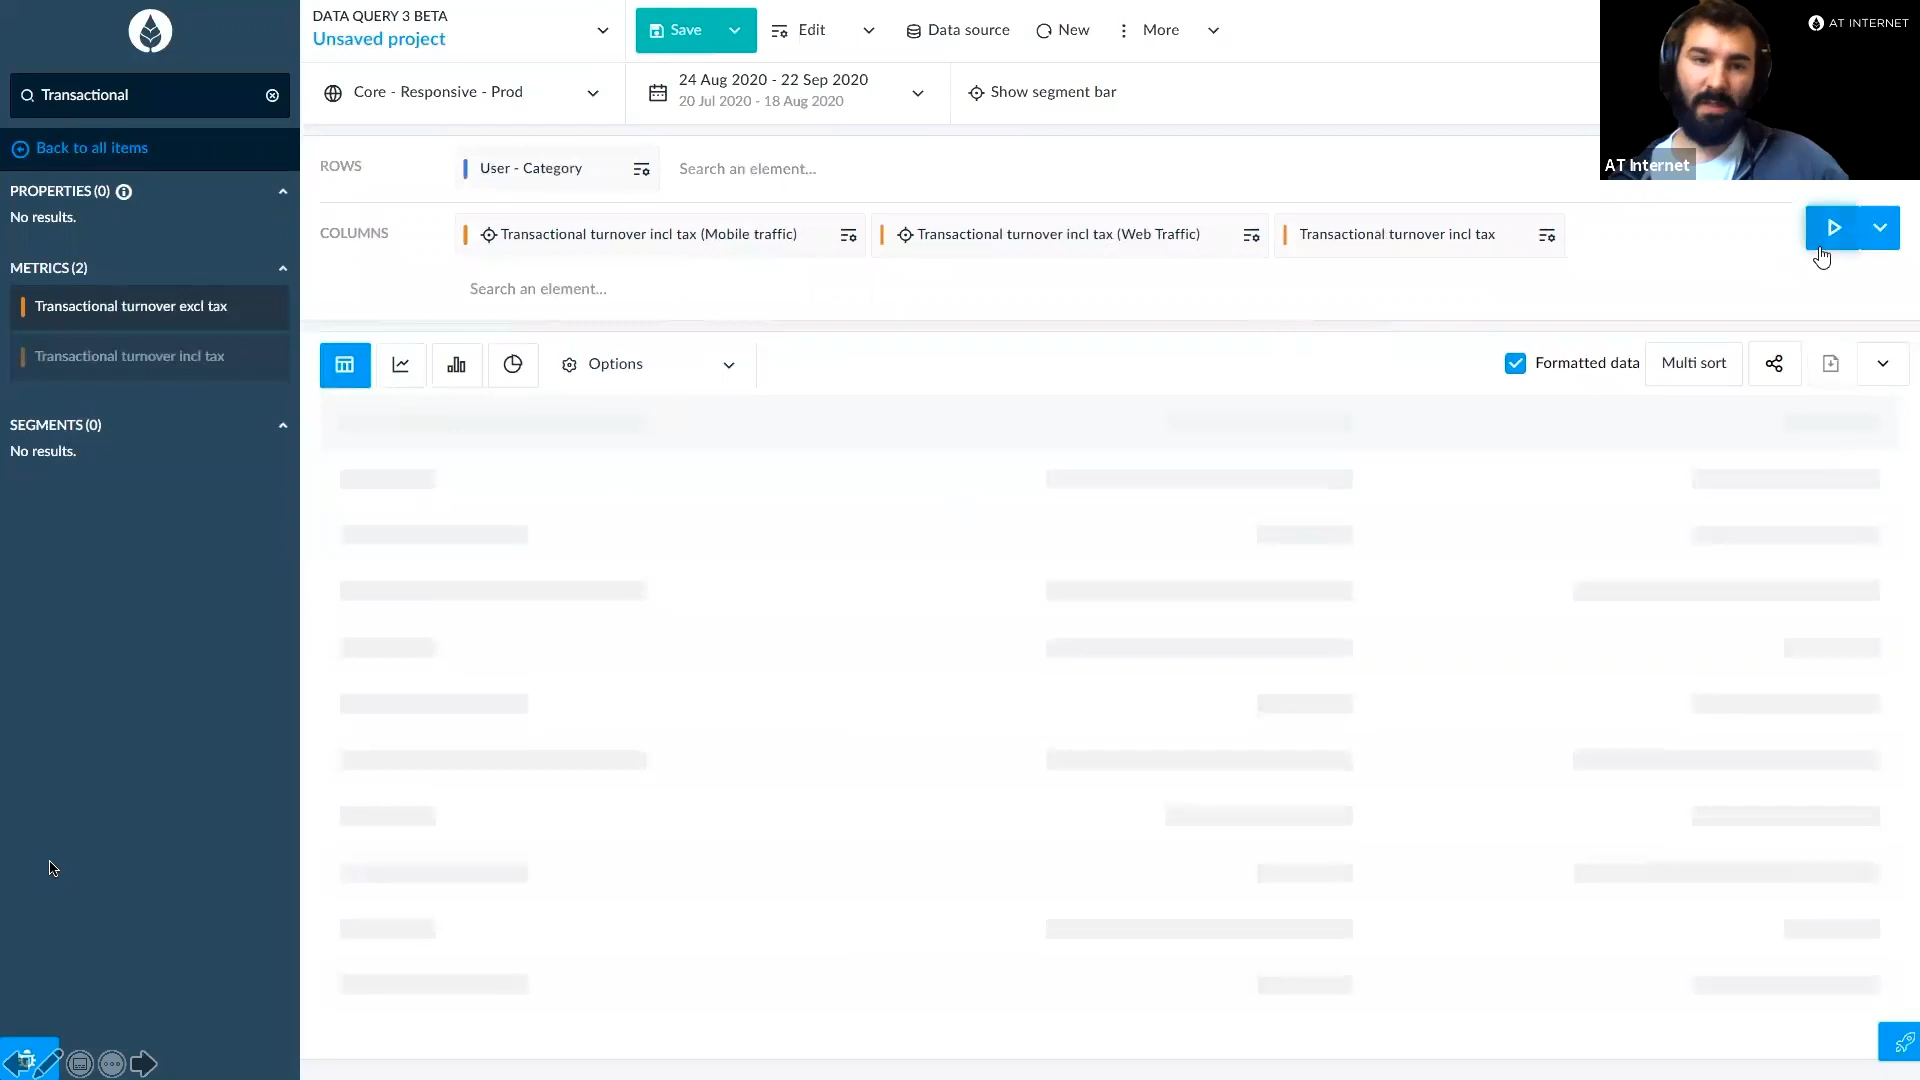 DATA QUERY 3 BETA
Unsaved project
Save
Edit
Data source
New
More
AT INTERNET
Transactional
Core - Responsive - Prod
24 Aug 2020 - 22 Sep 2020
20 Jul 2020 - 18 Aug 2020
Show segment bar
Back to all items
AT Internet
PROPERTIES (0)
No results.
METRICS (2)
Transactional turnover excl tax
Transactional turnover incl tax
SEGMENTS (0)
No results.
ROWS
User - Category
Search an element...
COLUMNS
Transactional turnover incl tax (Mobile traffic)
Transactional turnover incl tax (Web Traffic)
Transactional turnover incl tax
Search an element...
Options
Formatted data
Multi sort